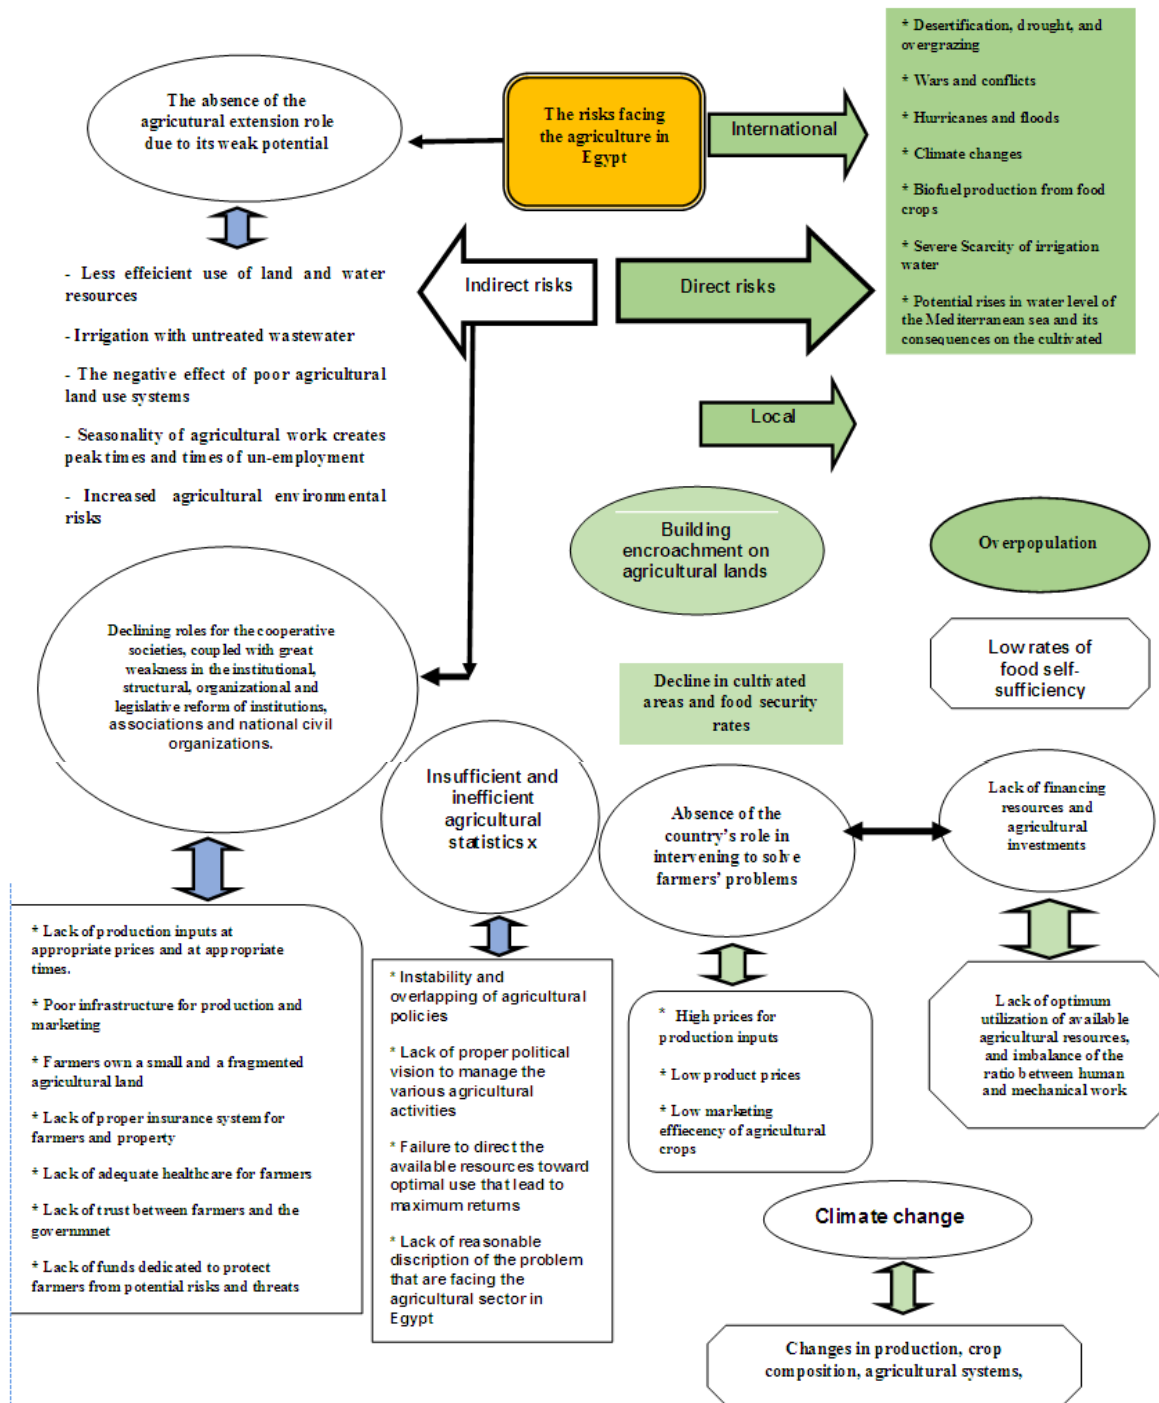 The absence of the
agricutural extension role
due to its weak potential
The risks facing
the agriculture in
Egypt
International
* Desertification, drought, and
overgrazing
* Wars and conflicts
* Hurricanes and floods
* Climate changes
* Biofuel production from food
crops
* Severe Scarcity of irrigation
water
* Potential rises in water level of
the Mediterranean sea and its
consequences on the cultivated
Indirect risks
Direct risks
Local
- Less effeicient use of land and water
resources
- Irrigation with untreated wastewater
- The negative effect of poor agricultural
land use systems
- Seasonality of agricultural work creates
peak times and times of un-employment
- Increased agricultural environmental
risks
Building
encroachment on
agricultural lands
Overpopulation
Declining roles for the cooperative
societies, coupled with great
weakness in the institutional,
structural, organizational and
legislative reform of institutions,
associations and national civil
organizations.
Low rates of
food self-
sufficiency
Decline in cultivated
areas and food security
rates
Insufficient and
inefficient
agricultural
statistics x
Absence of the
country's role in
intervening to solve
farmers' problems
Lack of financing
resources and
agricultural
investments
* Lack of production inputs at
appropriate prices and at appropriate
times.
* Poor infrastructure for production and
marketing
* Farmers own a small and a fragmented
agricultural land
* Lack of proper insurance system for
farmers and property
* Lack of adequate healthcare for farmers
* Lack of trust between farmers and the
governmnet
* Lack of funds dedicated to protect
farmers from potential risks and threats
* Instability and
overlapping of agricultural
policies
* Lack of proper political
vision to manage the
various agricultural
activities
* Failure to direct the
available resources toward
optimal use that lead to
maximum returns
* Lack of reasonable
discription of the problem
that are facing the
agricultural sector in
Egypt
* High prices for
production inputs
* Low product prices
* Low marketing
effiecency of agricultural
crops
Lack of optimum
utilization of available
agricultural resources,
and imbalance of the
ratio between human
and mechanical work
Climate change
Changes in production, crop
composition, agricultural systems,